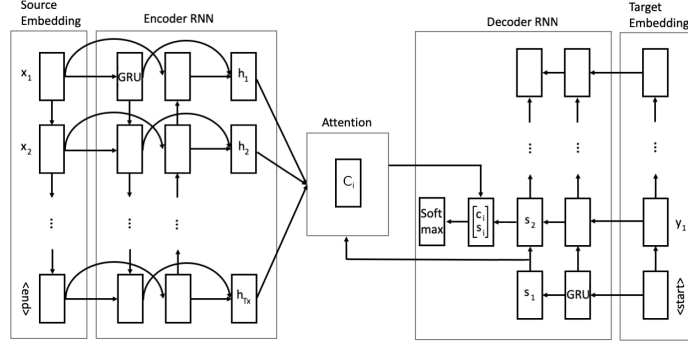 Source
Embedding
Encoder RNN
Decoder RNN
Target
Embedding
x₁
GRU
h₁
x₂
h₂
Attention
Cᵢ
Soft
max
cᵢ
sᵢ
s₂
y₁
...
...
...
...
...
...
<end>
h_Tx
s₁
GRU
<start>